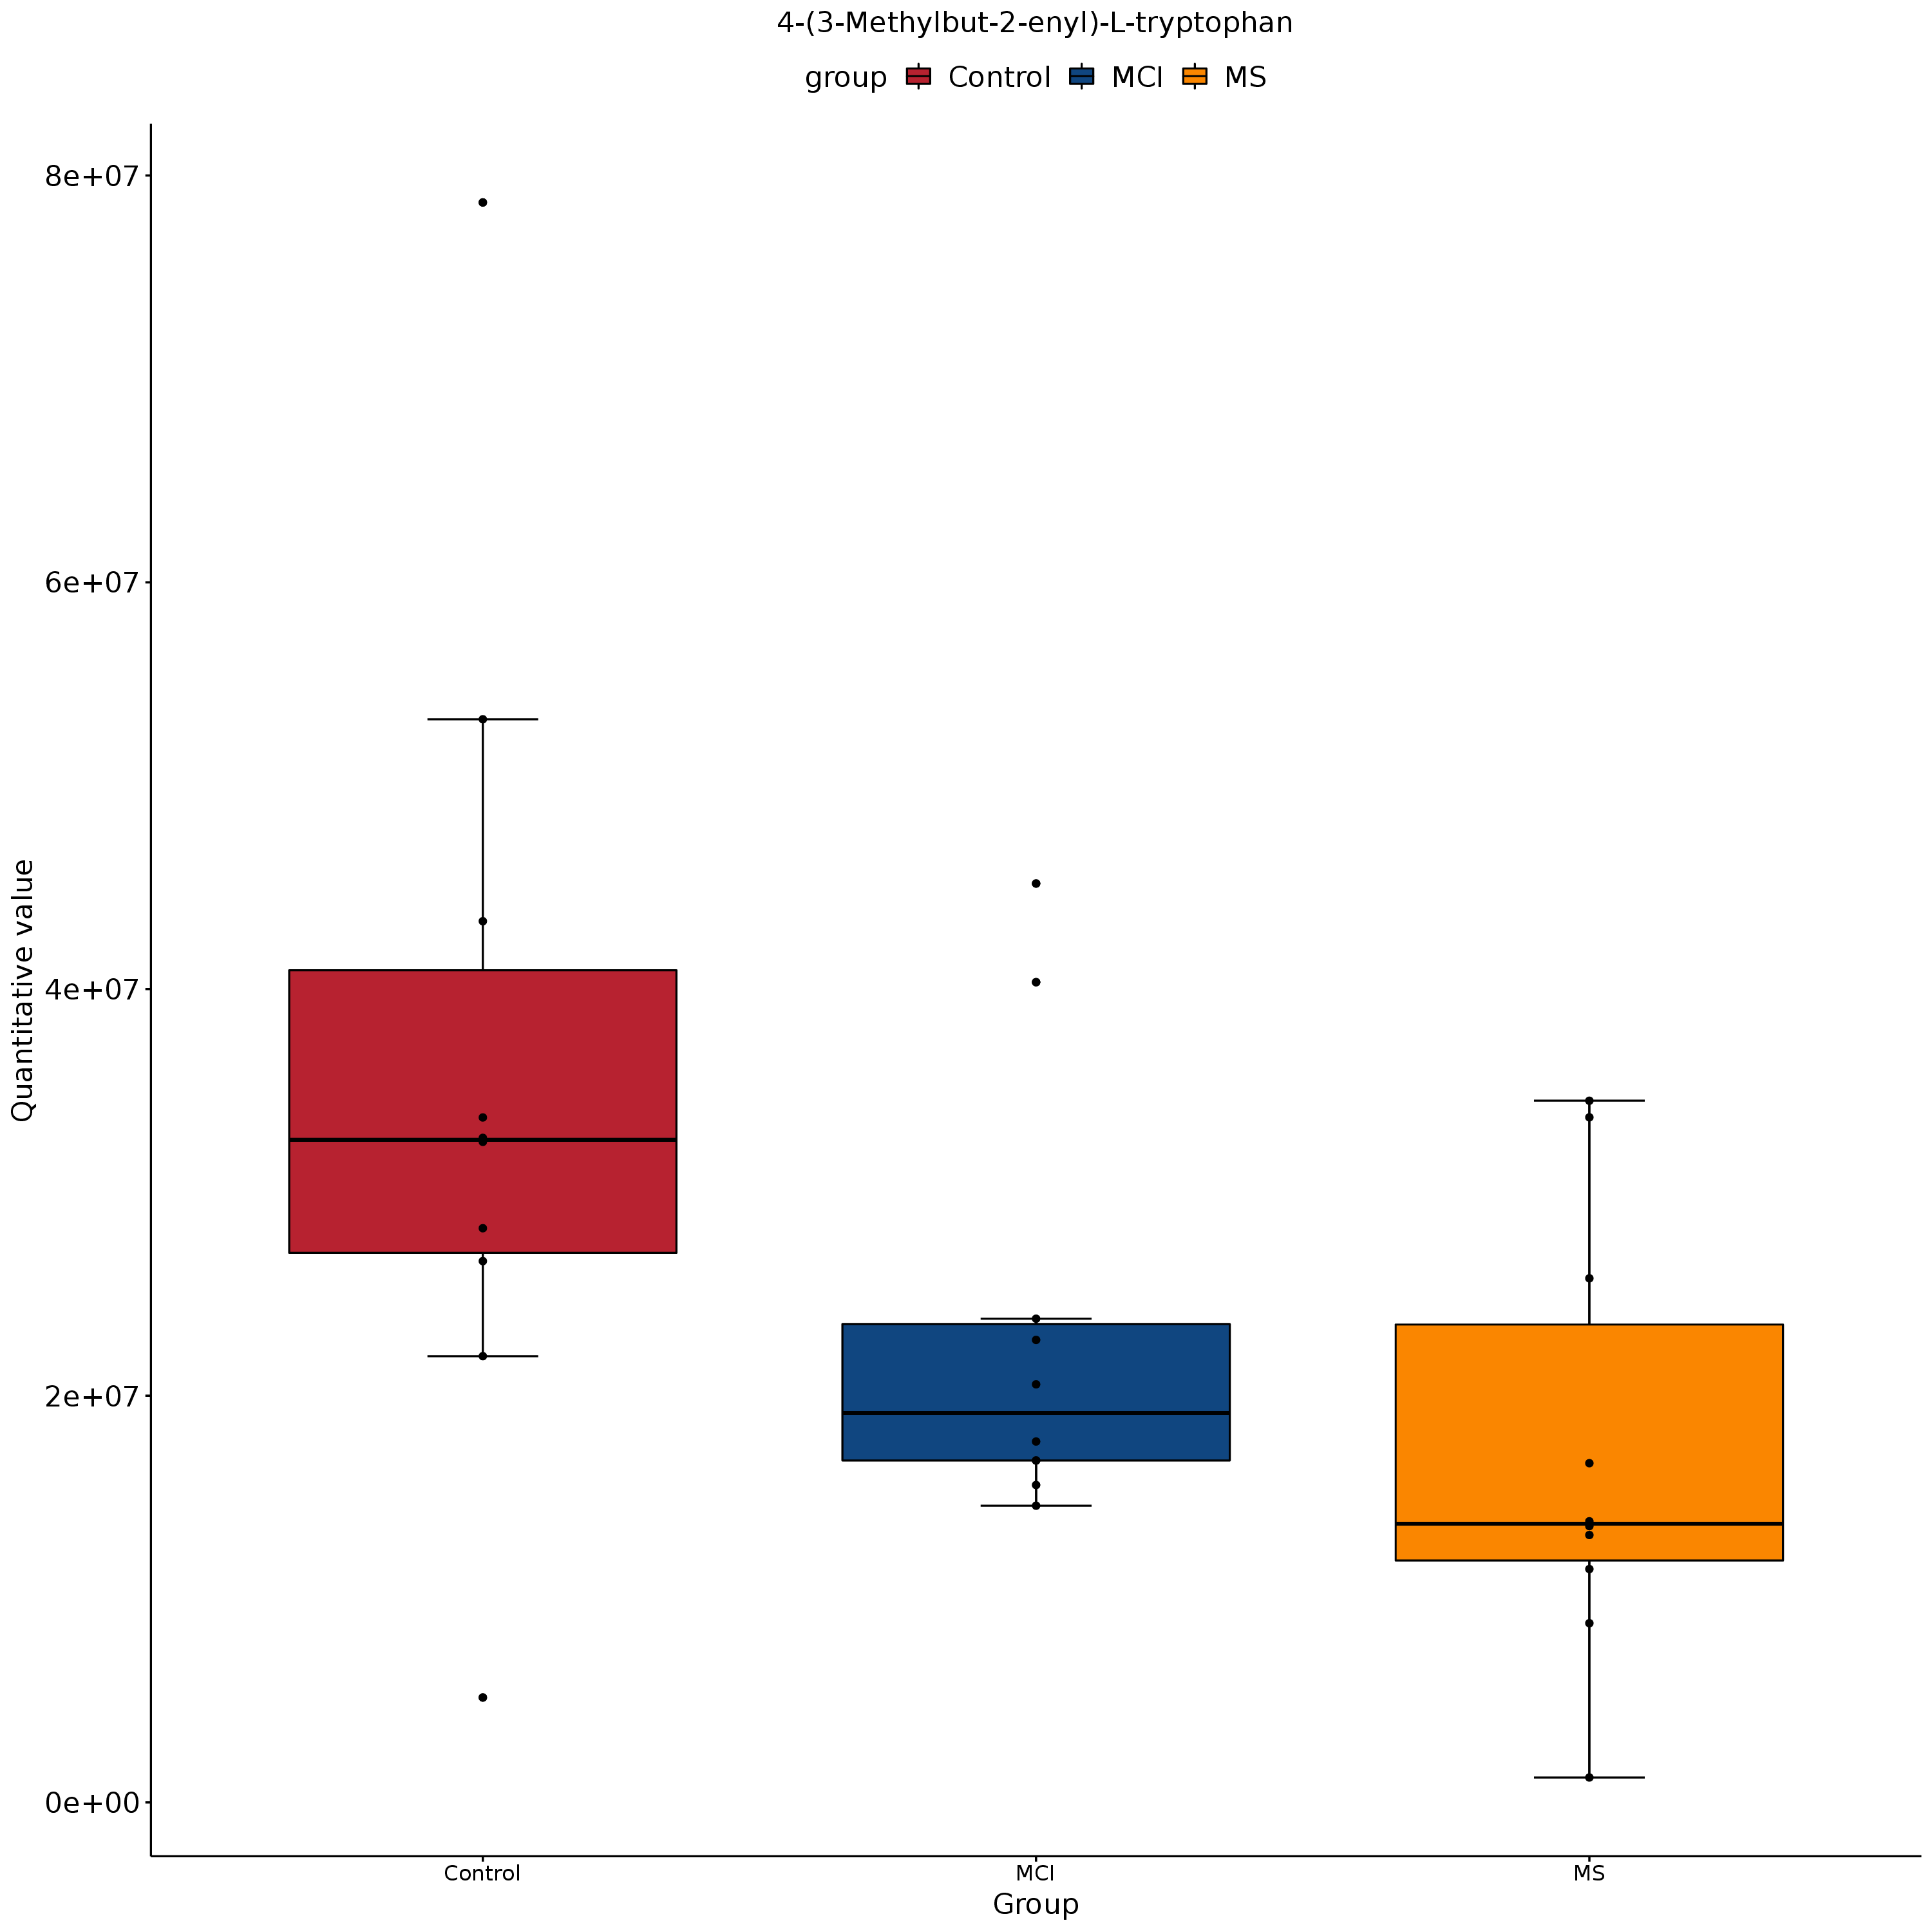 4-(3-Methylbut-2-enyl)-L-tryptophan
group Control MCI MS
8e+07
6e+07
4e+07
2e+07
0e+00
Quantitative value
Control MCI MS
Group